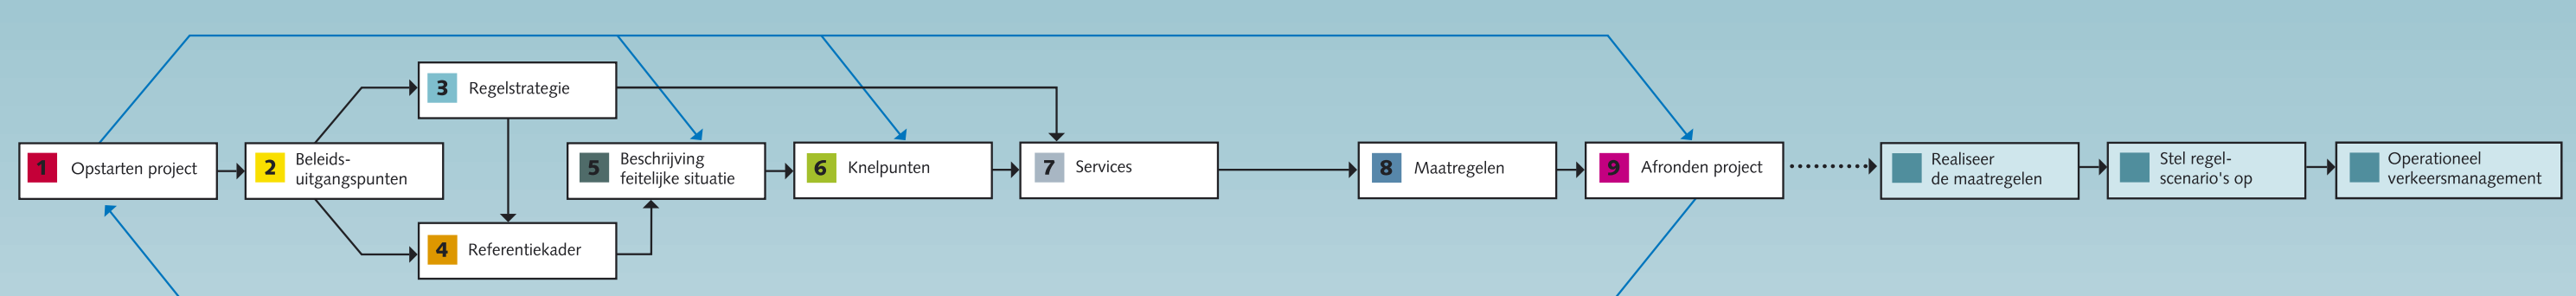 1 Opstarten project
2 Beleids-
uitgangspunten
3 Regelstrategie
4 Referentiekader
5 Beschrijving
feitelijke situatie
6 Knelpunten
7 Services
8 Maatregelen
9 Afronden project
Realiseer
de maatregelen
Stel regel-
scenario's op
Operationeel
verkeersmanagement